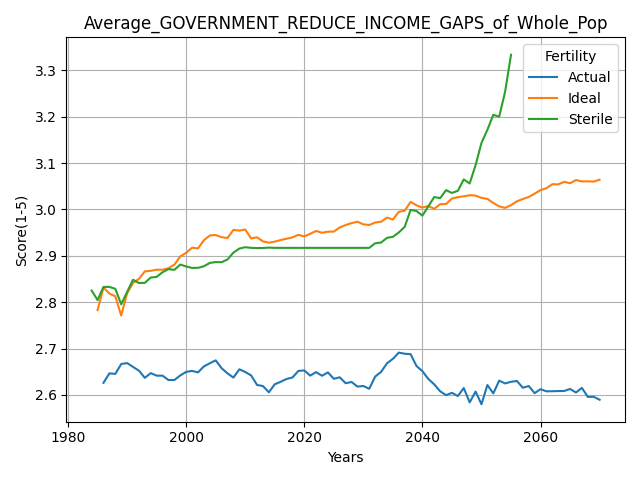 Average_GOVERNMENT_REDUCE_INCOME_GAPS_of_Whole_Pop
Fertility
Actual
Ideal
Sterile
Score(1-5)
3.3
3.2
3.1
3.0
2.9
2.8
2.7
2.6
1980 2000 2020 2040 2060
Years